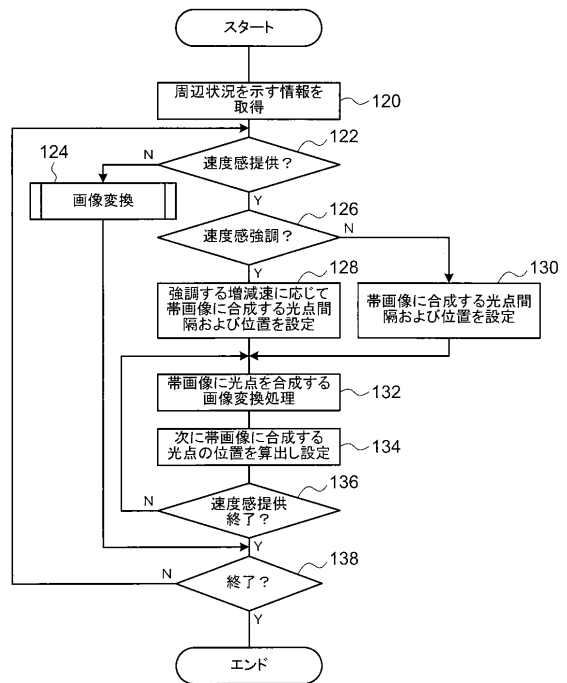 スタート
周辺状況を示す情報を
取得
120
122
速度感提供？
N
Y
124
画像変換
126
速度感強調？
N
Y
128
強調する増減速に応じて
帯画像に合成する光点間
隔および位置を設定
130
帯画像に合成する光点間
隔および位置を設定
帯画像に光点を合成する
画像変換処理
132
次に帯画像に合成する
光点の位置を算出し設定
134
136
速度感提供
終了？
N
Y
138
終了？
N
Y
エンド